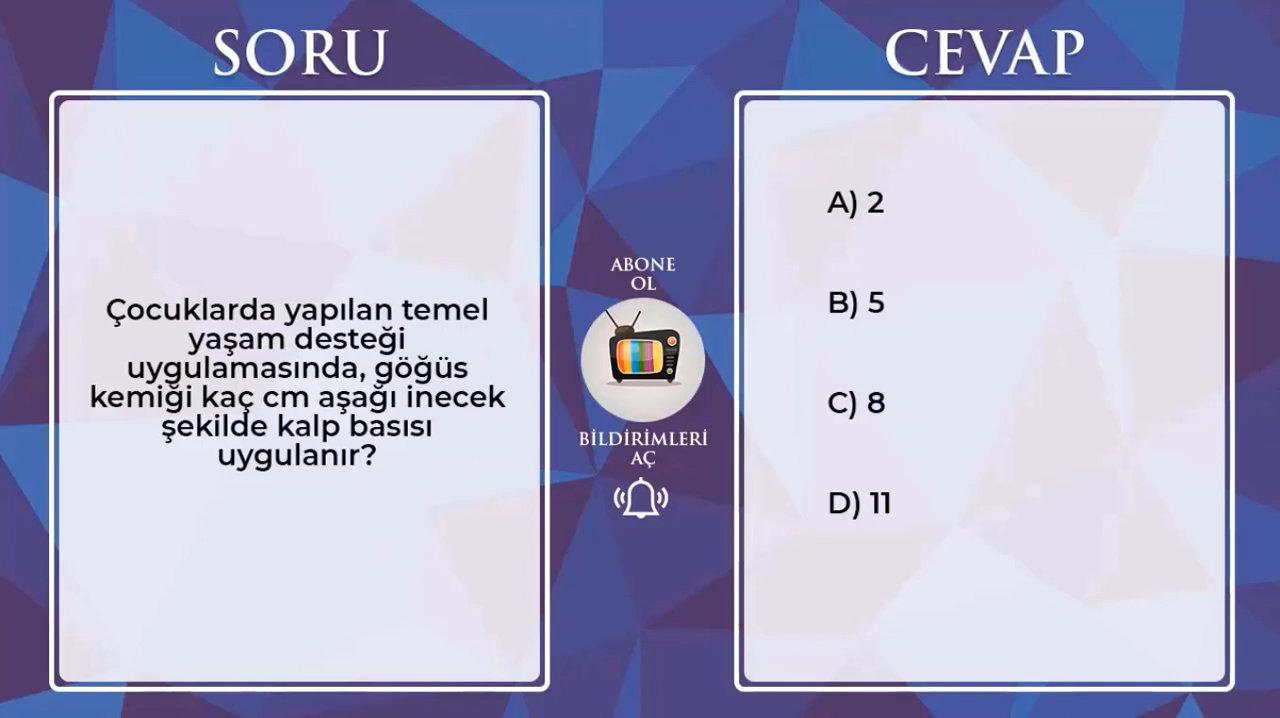 SORU
Çocuklarda yapılan temel
yaşam desteği
uygulamasında, göğüs
kemiği kaç cm aşağı inecek
şekilde kalp basısı
uygulanır?
ABONE
OL
BİLDİRİMLERİ
AÇ
CEVAP
A) 2
B) 5
C) 8
D) 11